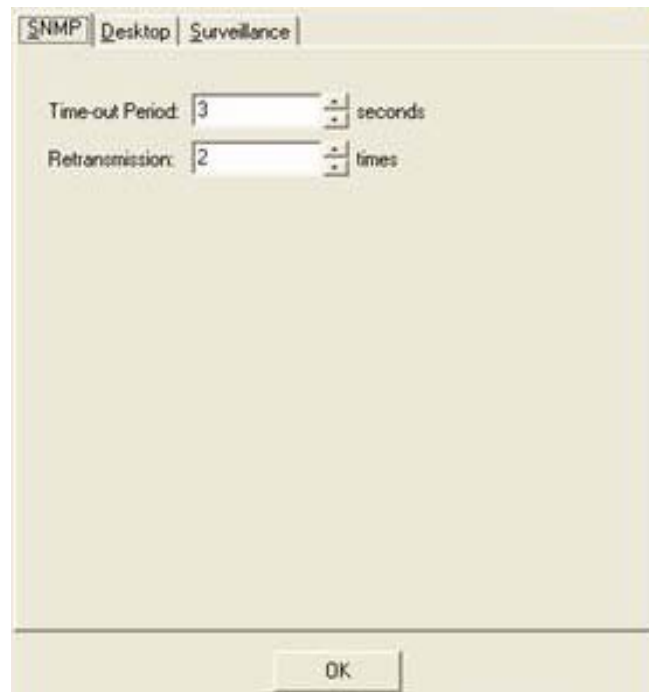 SNMP Desktop Surveillance
Time-out Period: 3 seconds
Retransmission: 2 times
OK